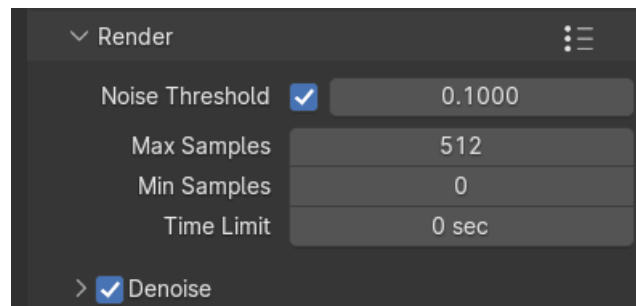 Render
Noise Threshold 0.1000
Max Samples 512
Min Samples 0
Time Limit 0 sec
Denoise